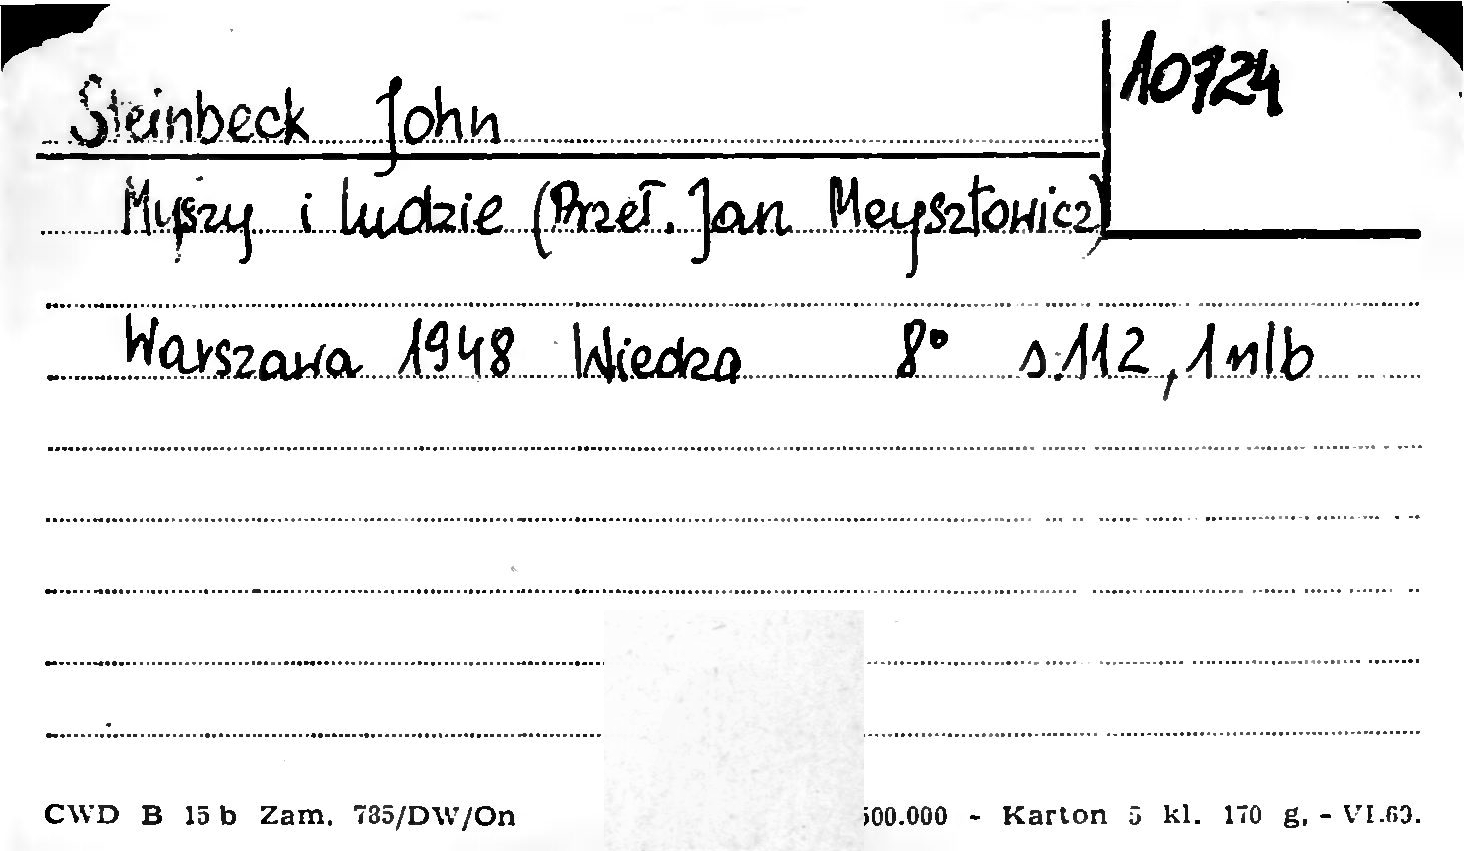 10724
Steinbeck John
Myszy i ludzie (Przeł. Jan Meysztowicz)
Warszawa 1948 Wiedza 8° s.112, 1 nlb
CWD B 15 b Zam. 785/DW/On 500.000 - Karton 5 kl. 170 g, - VI.60.